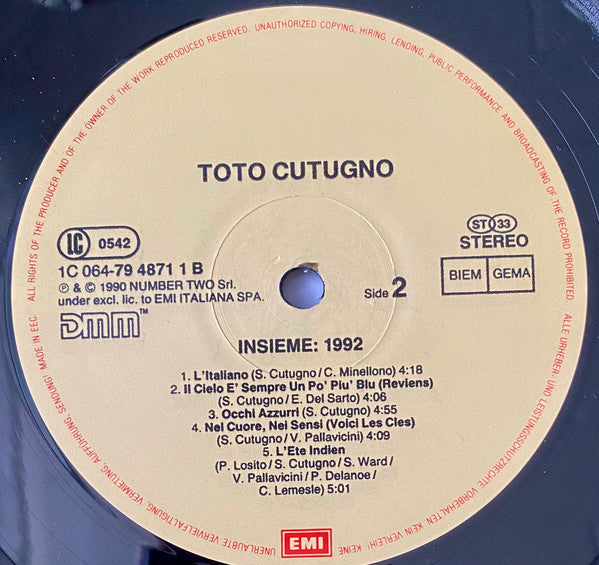 ALL RIGHTS OF THE PRODUCER AND OF THE OWNER OF THE WORK REPRODUCED RESERVED. UNAUTHORIZED COPYING, HIRING, LENDING, PUBLIC PERFORMANCE AND BROADCASTING OF THE RECORD PROHIBITED
TOTO CUTUGNO
LC 0542
1C 064-79 4871 1 B
℗ & © 1990 NUMBER TWO Srl.
under excl. lic. to EMI ITALIANA SPA.
DMM™
ST 33
STEREO
BIEM GEMA
Side 2
INSIEME: 1992
1. L'Italiano (S. Cutugno/C. Minellono) 4:18
2. Il Cielo E' Sempre Un Po' Piu' Blu (Reviens)
(S. Cutugno/E. Del Sarto) 4:06
3. Occhi Azzurri (S. Cutugno) 4:55
4. Nel Cuore, Nei Sensi (Voici Les Cles)
(S. Cutugno/V. Pallavicini) 4:09
5. L'Ete Indien
(P. Losito/S. Cutugno/S. Ward/
V. Pallavicini/P. Delanoe/
C. Lemesle) 5:01
EMI
ALLE URHEBER- UND LEISTUNGSSCHUTZRECHTE VORBEHALTEN KEIN VERLEIH! KEINE UNERLAUBTE VERVIELFÄLTIGUNG, VERMIETUNG, AUFFÜHRUNG, SENDUNG! MADE IN EEC.